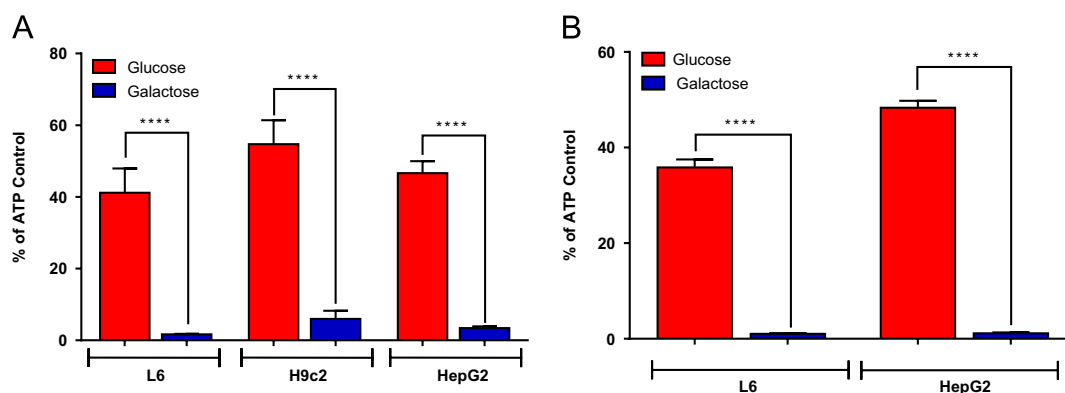 A
80
60
40
20
0
% of ATP Control
Glucose
Galactose
****
****
****
L6
H9c2
HepG2
B
60
40
20
0
% of ATP Control
Glucose
Galactose
****
****
L6
HepG2